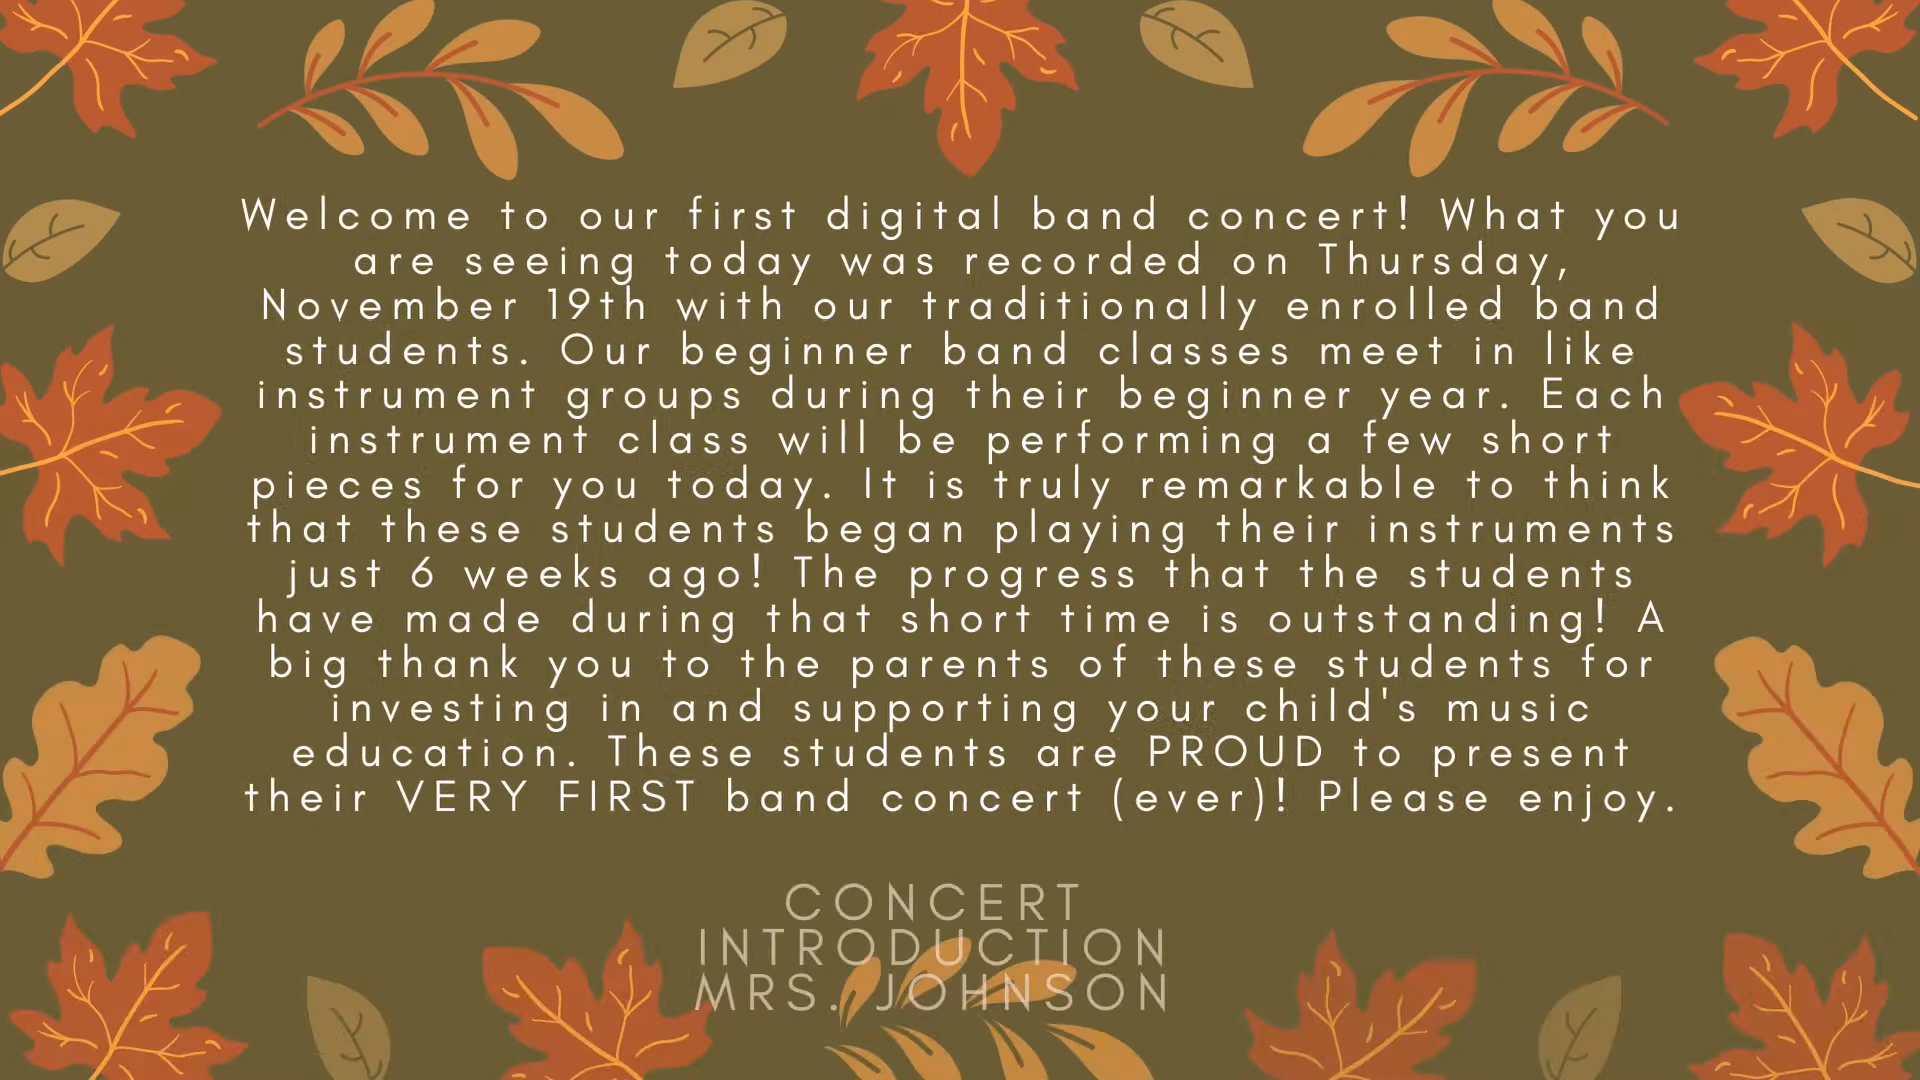 Welcome to our first digital band concert! What you
are seeing today was recorded on Thursday,
November 19th with our traditionally enrolled band
students. Our beginner band classes meet in like
instrument groups during their beginner year. Each
instrument class will be performing a few short
pieces for you today. It is truly remarkable to think
that these students began playing their instruments
just 6 weeks ago! The progress that the students
have made during that short time is outstanding! A
big thank you to the parents of these students for
investing in and supporting your child's music
education. These students are PROUD to present
their VERY FIRST band concert (ever)! Please enjoy.
CONCERT
INTRODUCTION
MRS. JOHNSON